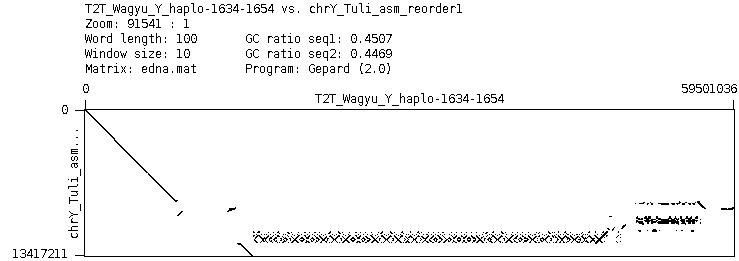 T2T_Wagyu_Y_haplo-1634-1654 vs. chrY_Tuli_asm_reorder1
Zoom: 91541 : 1
Word length: 100 GC ratio seq1: 0.4507
Window size: 10 GC ratio seq2: 0.4469
Matrix: edna.mat Program: Gepard (2.0)
0 59501036
T2T_Wagyu_Y_haplo-1634-1654
0
chrY_Tuli_asm...
13417211